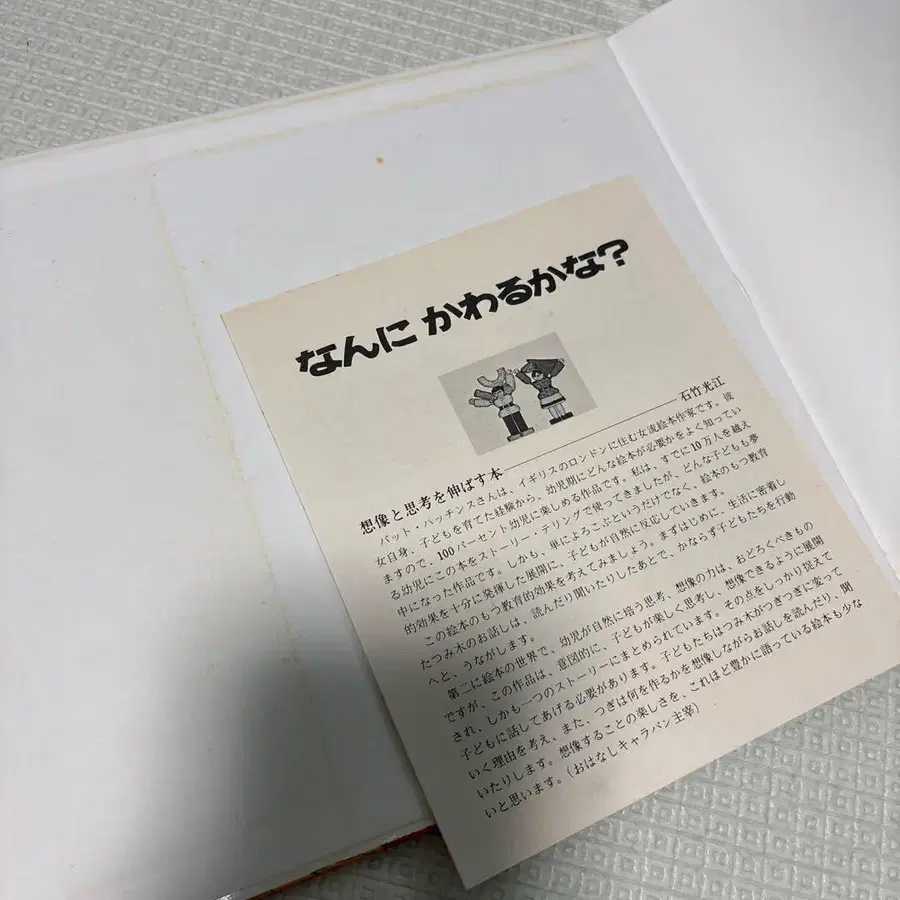 なんに かわるかな?
想像と思考を伸ばす本 石竹光江
パット・ハッチンスさんは、イギリスのロンドンに住む女流絵本作家です。彼
女自身、子どもを育てた経験から、幼児期にどんな絵本が必要かをよく知ってい
ますので、100パーセント幼児に楽しめる作品です。私は、すでに10万人を越え
る幼児にこの本をストーリー・テリングで使ってきましたが、どんな子どもも夢
中になった作品です。しかも、単によろこぶというだけでなく、絵本のもつ教育
的効果を十分に発揮した展開に、子どもが自然に反応していきます。
この絵本のもつ教育的効果を考えてみましょう。まずはじめに、生活に密着し
たつみ木のお話しは、読んだり聞いたりしたあとで、かならず子どもたちを行動
へと、うながします。
第二に絵本の世界で、幼児が自然に培う思考、想像の力は、おどろくべきもの
ですが、この作品は、意図的に、子どもが楽しく思考し、想像できるように展開
され、しかも一つのストーリーにまとめられています。その点をしっかり捉えて
子どもに話してあげる必要があります。子どもたちはつみ木がつぎつぎに変って
いく理由を考え、また、つぎは何を作るかを想像しながらお話しを読んだり、聞
いたりします。想像することの楽しさを、これほど豊かに語っている絵本も少な
いと思います。(おはなしキャラバン主宰)